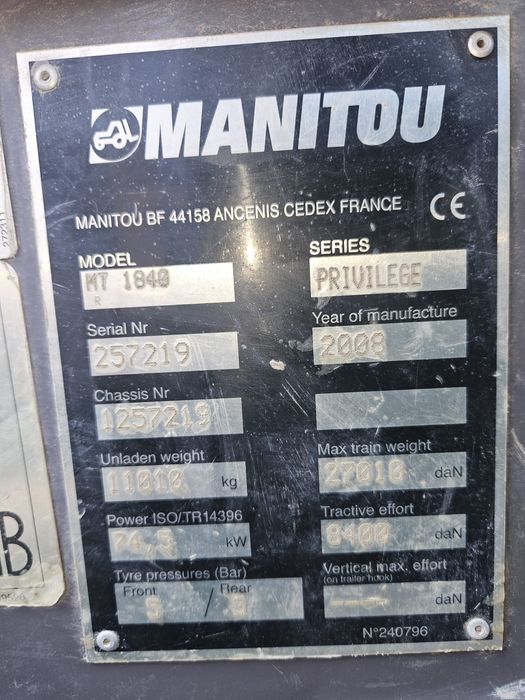 MANITOU
MANITOU BF 44158 ANCENIS CEDEX FRANCE CE
MODEL
MT 1840
R
SERIES
PRIVILEGE
Serial Nr
257219
Year of manufacture
2008
Chassis Nr
1257219
Unladen weight
11010 kg
Max train weight
27010 daN
Power ISO/.TR14396
74,5 kW
Tractive effort
8400 daN
Tyre pressures (Bar)
Front / Rear
Vertical max. effort
(on trailer hook)
daN
N°240796
272311
B